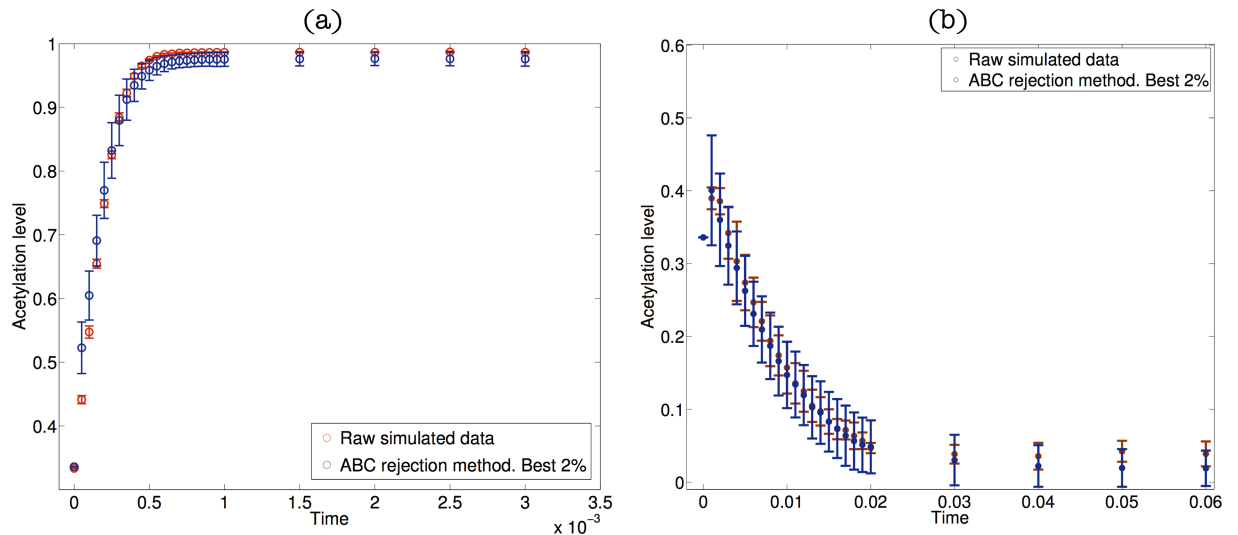 (a)
1
0.9
0.8
0.7
0.6
0.5
0.4
Acetylation level
Raw simulated data
ABC rejection method. Best 2%
0
0.5
1
1.5
2
2.5
3
3.5
Time
x 10⁻³
(b)
0.6
0.5
0.4
0.3
0.2
0.1
0
Acetylation level
Raw simulated data
ABC rejection method. Best 2%
0
0.01
0.02
0.03
0.04
0.05
0.06
Time